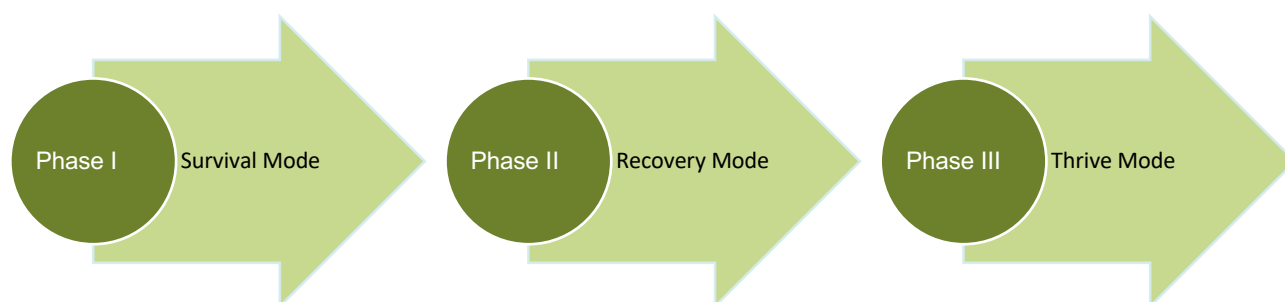 Phase I
Survival Mode
Phase II
Recovery Mode
Phase III
Thrive Mode